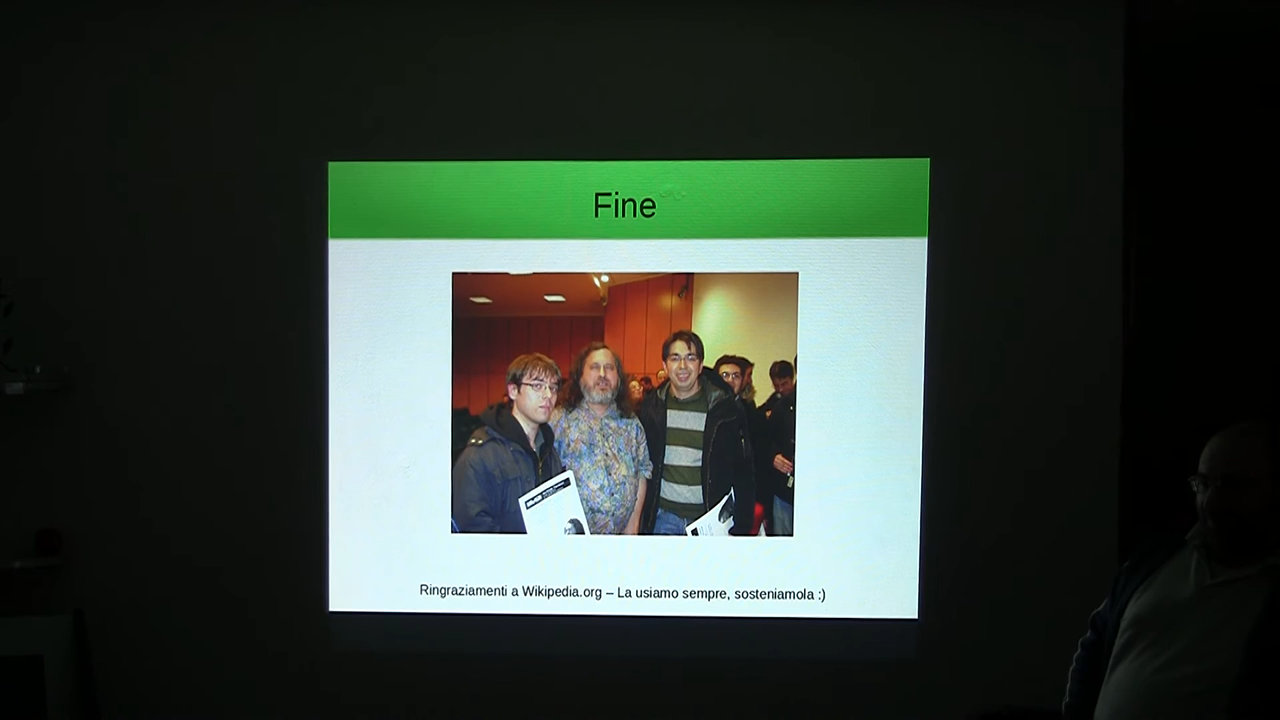 Fine
Ringraziamenti a Wikipedia.org – La usiamo sempre, sosteniamola :)